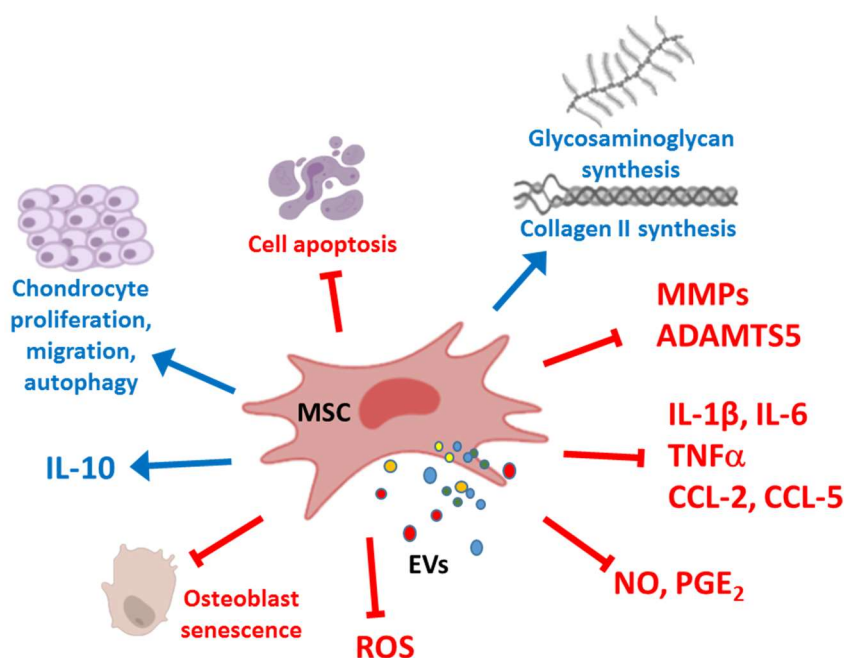 Glycosaminoglycan
synthesis
Collagen II synthesis
Cell apoptosis
Chondrocyte
proliferation,
migration,
autophagy
MMPs
ADAMTS5
MSC
IL-1β, IL-6
TNFα
CCL-2, CCL-5
IL-10
EVs
NO, PGE₂
Osteoblast
senescence
ROS